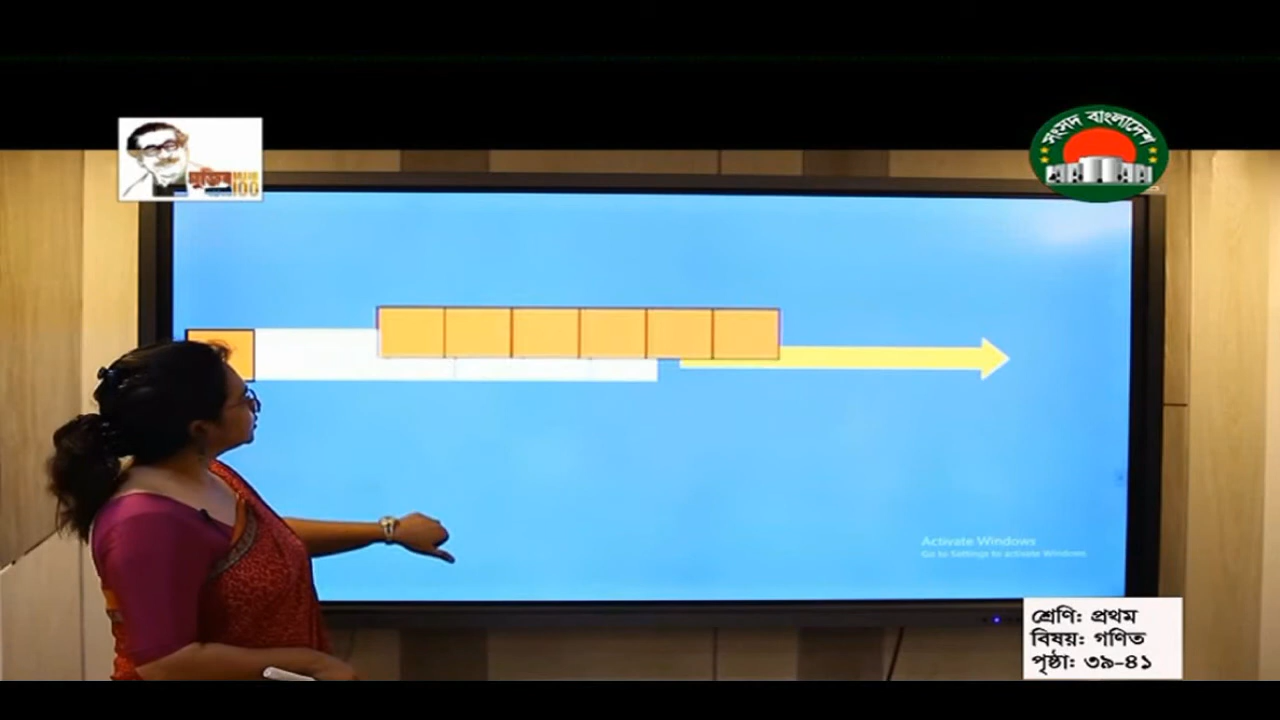 মুজিব
100
সংসদ বাংলাদেশ
Activate Windows
Go to Settings to activate Windows.
শ্রেণি: প্রথম
বিষয়: গণিত
পৃষ্ঠা: ৩৯-৪১